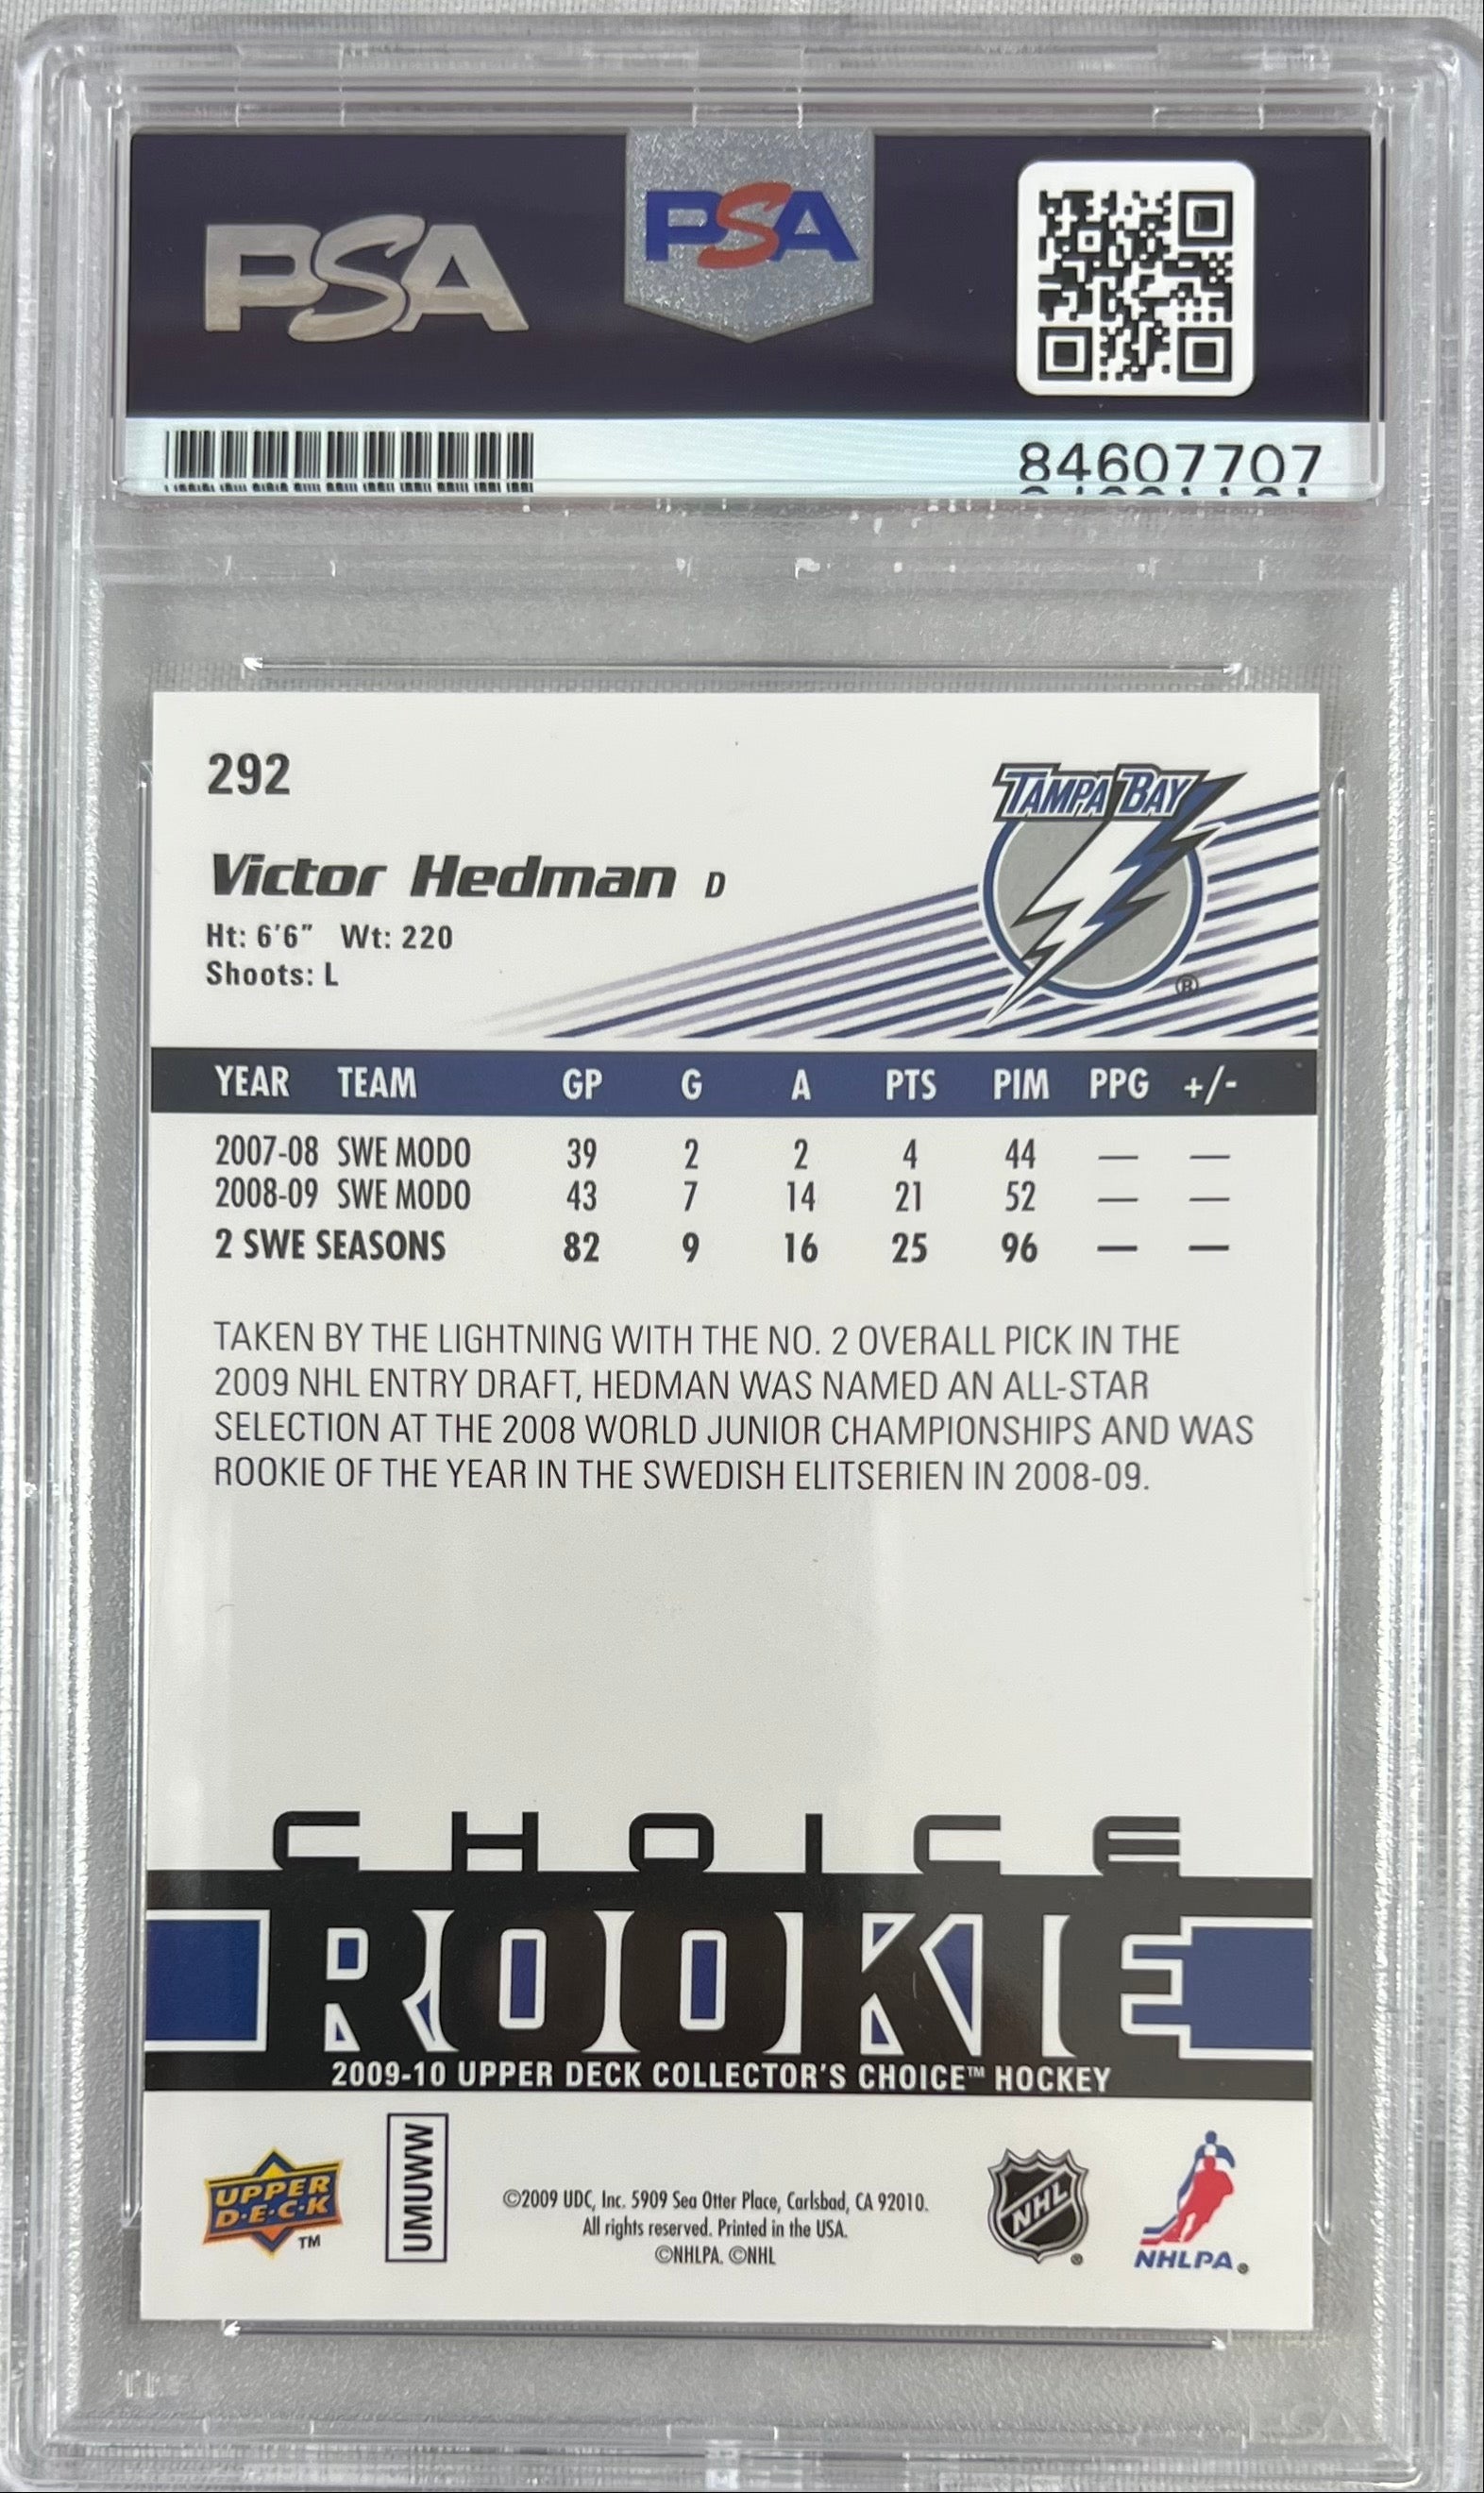 PSA
PSA
84607707
292
TAMPA BAY
®
Victor Hedman D
Ht: 6'6" Wt: 220
Shoots: L
YEAR TEAM GP G A PTS PIM PPG +/-
2007-08 SWE MODO 39 2 2 4 44 — —
2008-09 SWE MODO 43 7 14 21 52 — —
2 SWE SEASONS 82 9 16 25 96 — —
TAKEN BY THE LIGHTNING WITH THE NO. 2 OVERALL PICK IN THE
2009 NHL ENTRY DRAFT, HEDMAN WAS NAMED AN ALL-STAR
SELECTION AT THE 2008 WORLD JUNIOR CHAMPIONSHIPS AND WAS
ROOKIE OF THE YEAR IN THE SWEDISH ELITSERIEN IN 2008-09.
CHOICE
ROOKIE
2009-10 UPPER DECK COLLECTOR'S CHOICE™ HOCKEY
UPPER
D·E·C·K
™
UMUWW
©2009 UDC, Inc. 5909 Sea Otter Place, Carlsbad, CA 92010.
All rights reserved. Printed in the USA.
©NHLPA. ©NHL
NHL
®
NHLPA®
PSA